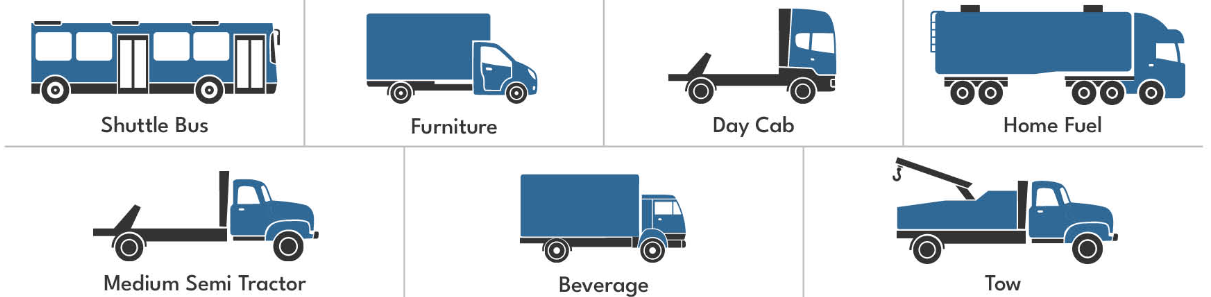 Shuttle Bus
Furniture
Day Cab
Home Fuel
Medium Semi Tractor
Beverage
Tow